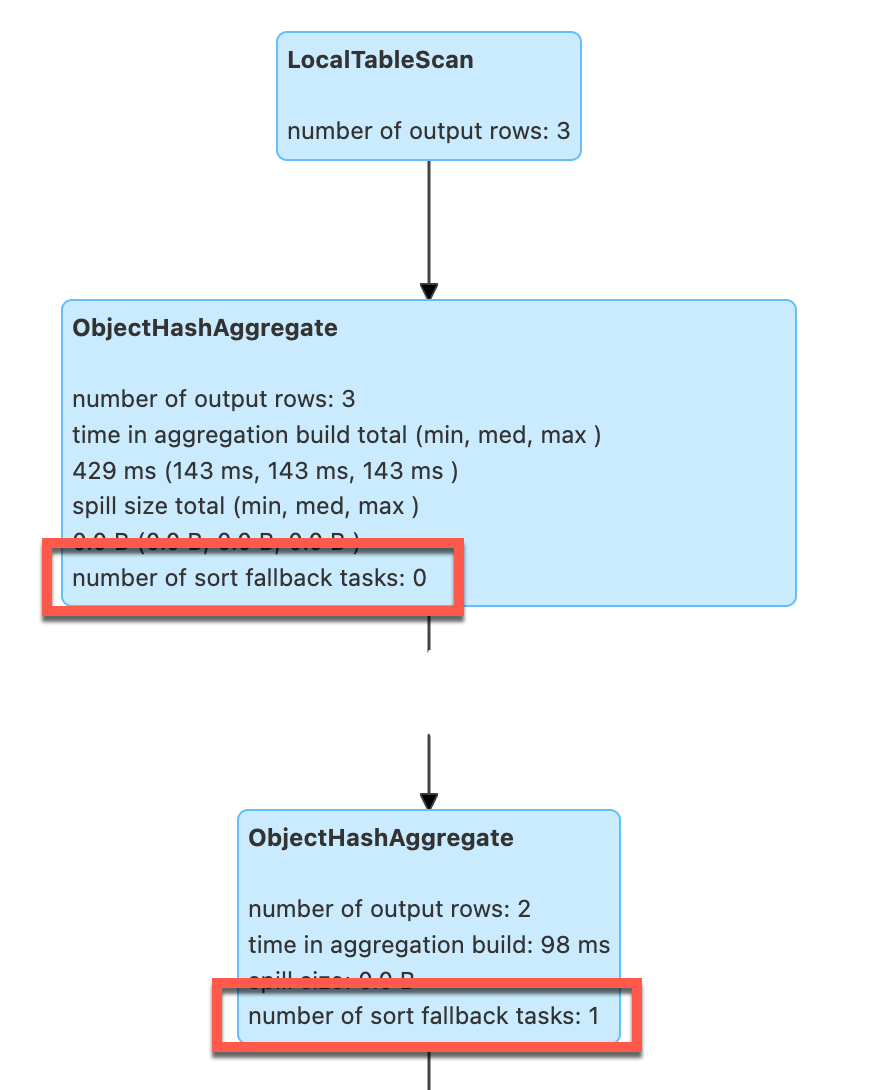 LocalTableScan
number of output rows: 3
ObjectHashAggregate
number of output rows: 3
time in aggregation build total (min, med, max )
429 ms (143 ms, 143 ms, 143 ms )
spill size total (min, med, max )
0.0 B (0.0 B, 0.0 B, 0.0 B )
number of sort fallback tasks: 0
ObjectHashAggregate
number of output rows: 2
time in aggregation build: 98 ms
spill size: 0.0 B
number of sort fallback tasks: 1